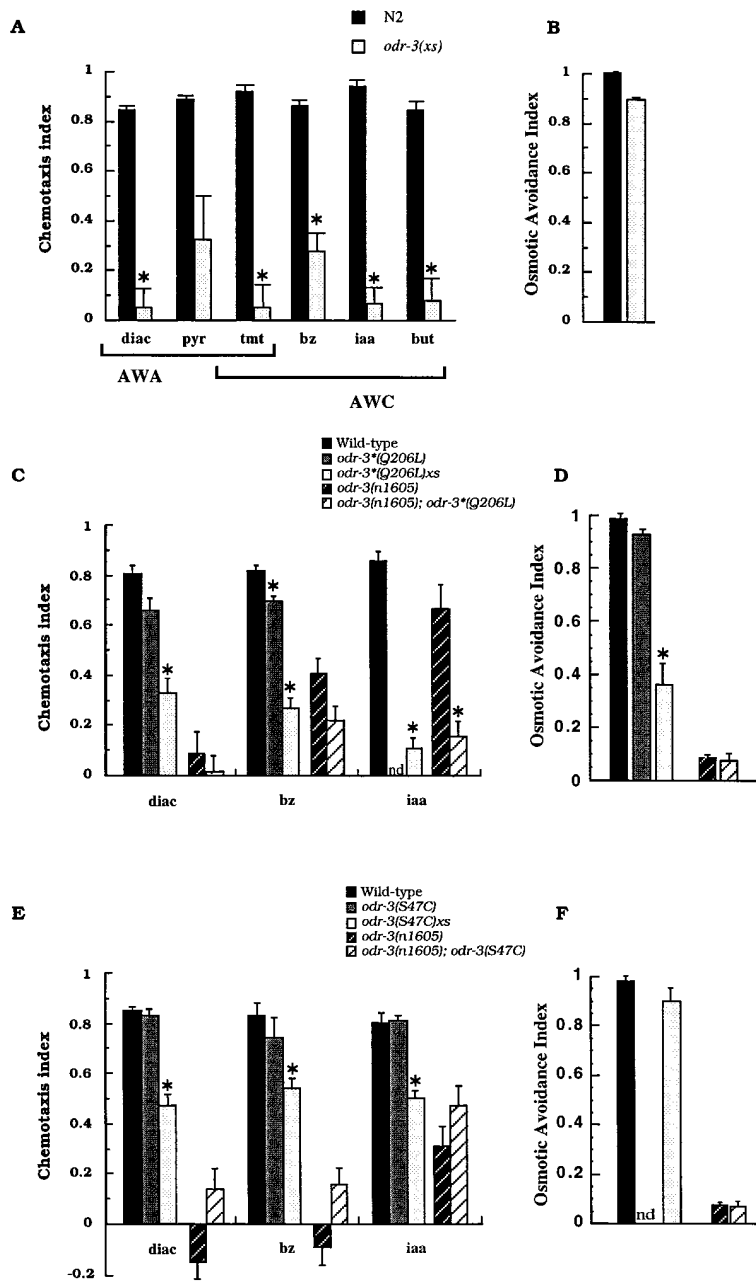 A
N2
odr-3(xs)
B
Chemotaxis index
1
0.8
0.6
0.4
0.2
0
*
*
*
*
*
diac pyr tmt bz iaa but
AWA
AWC
Osmotic Avoidance Index
1
0.8
0.6
0.4
0.2
0
C
Wild-type
odr-3*(Q206L)
odr-3*(Q206L)xs
odr-3(n1605)
odr-3(n1605); odr-3*(Q206L)
D
Chemotaxis index
1
0.8
0.6
0.4
0.2
0
*
*
*
*
*
nd
diac bz iaa
Osmotic Avoidance Index
1
0.8
0.6
0.4
0.2
0
*
E
Wild-type
odr-3(S47C)
odr-3(S47C)xs
odr-3(n1605)
odr-3(n1605); odr-3(S47C)
F
Chemotaxis index
1
0.8
0.6
0.4
0.2
0
-0.2
*
*
*
diac bz iaa
Osmotic Avoidance Index
1
0.8
0.6
0.4
0.2
0
nd